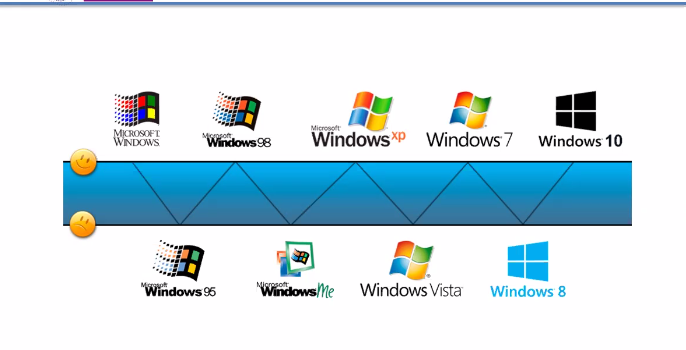 MICROSOFT.
WINDOWS.
Microsoft
Windows 98
Microsoft
Windows xp
Windows 7
Windows 10
Microsoft
Windows 95
Microsoft
Windows Me
Windows Vista
Windows 8